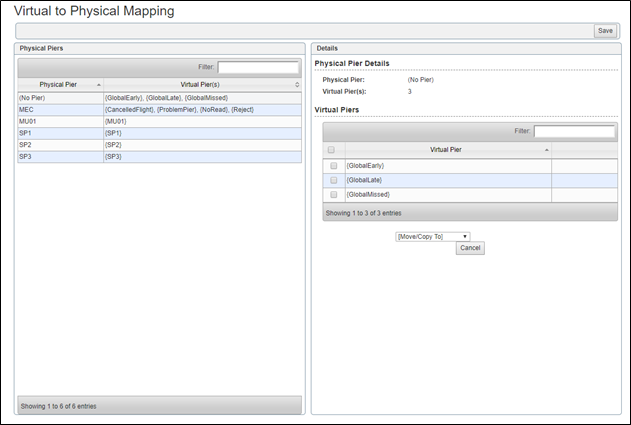 Virtual to Physical Mapping
Save
Physical Piers
Filter:
Physical Pier Virtual Pier(s)
(No Pier) {GlobalEarly}, {GlobalLate}, {GlobalMissed}
MEC {CancelledFlight}, {ProblemPier}, {NoRead}, {Reject}
MU01 {MU01}
SP1 {SP1}
SP2 {SP2}
SP3 {SP3}
Showing 1 to 6 of 6 entries
Details
Physical Pier Details
Physical Pier: (No Pier)
Virtual Pier(s): 3
Virtual Piers
Filter:
Virtual Pier
{GlobalEarly}
{GlobalLate}
{GlobalMissed}
Showing 1 to 3 of 3 entries
[Move/Copy To]
Cancel